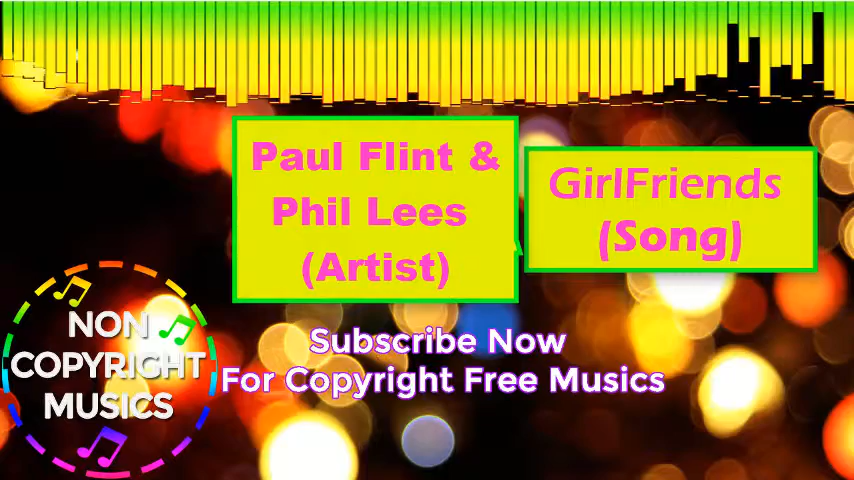 Paul Flint &
Phil Lees
(Artist)
GirlFriends
(Song)
NON
COPYRIGHT
MUSICS
Subscribe Now
For Copyright Free Musics